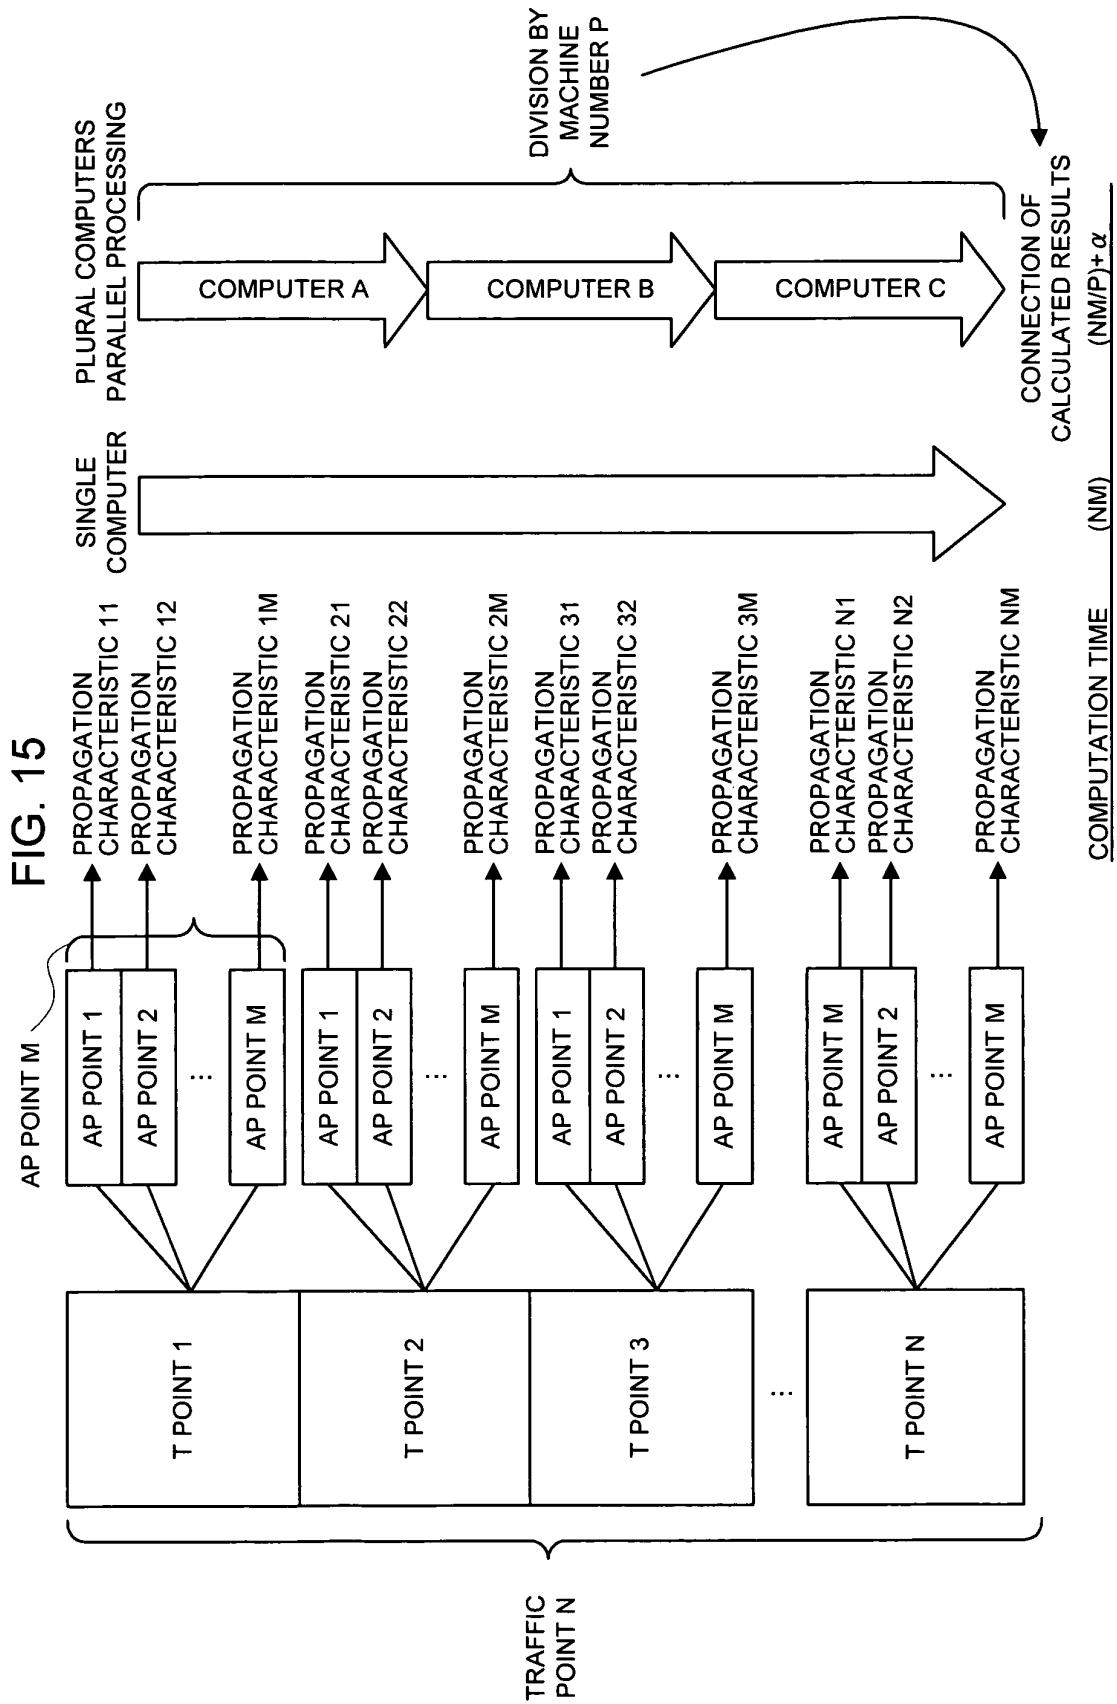 FIG. 15
TRAFFIC
POINT N
T POINT 1
T POINT 2
T POINT 3
...
T POINT N
AP POINT M
AP POINT 1
AP POINT 2
...
AP POINT M
AP POINT 1
AP POINT 2
...
AP POINT M
AP POINT 1
AP POINT 2
...
AP POINT M
AP POINT M
AP POINT 2
...
AP POINT M
PROPAGATION
CHARACTERISTIC 11
PROPAGATION
CHARACTERISTIC 12
PROPAGATION
CHARACTERISTIC 1M
PROPAGATION
CHARACTERISTIC 21
PROPAGATION
CHARACTERISTIC 22
PROPAGATION
CHARACTERISTIC 2M
PROPAGATION
CHARACTERISTIC 31
PROPAGATION
CHARACTERISTIC 32
PROPAGATION
CHARACTERISTIC 3M
PROPAGATION
CHARACTERISTIC N1
PROPAGATION
CHARACTERISTIC N2
PROPAGATION
CHARACTERISTIC NM
SINGLE
COMPUTER
PLURAL COMPUTERS
PARALLEL PROCESSING
COMPUTER A
COMPUTER B
COMPUTER C
DIVISION BY
MACHINE
NUMBER P
CONNECTION OF
CALCULATED RESULTS
COMPUTATION TIME (NM) (NM/P)+α